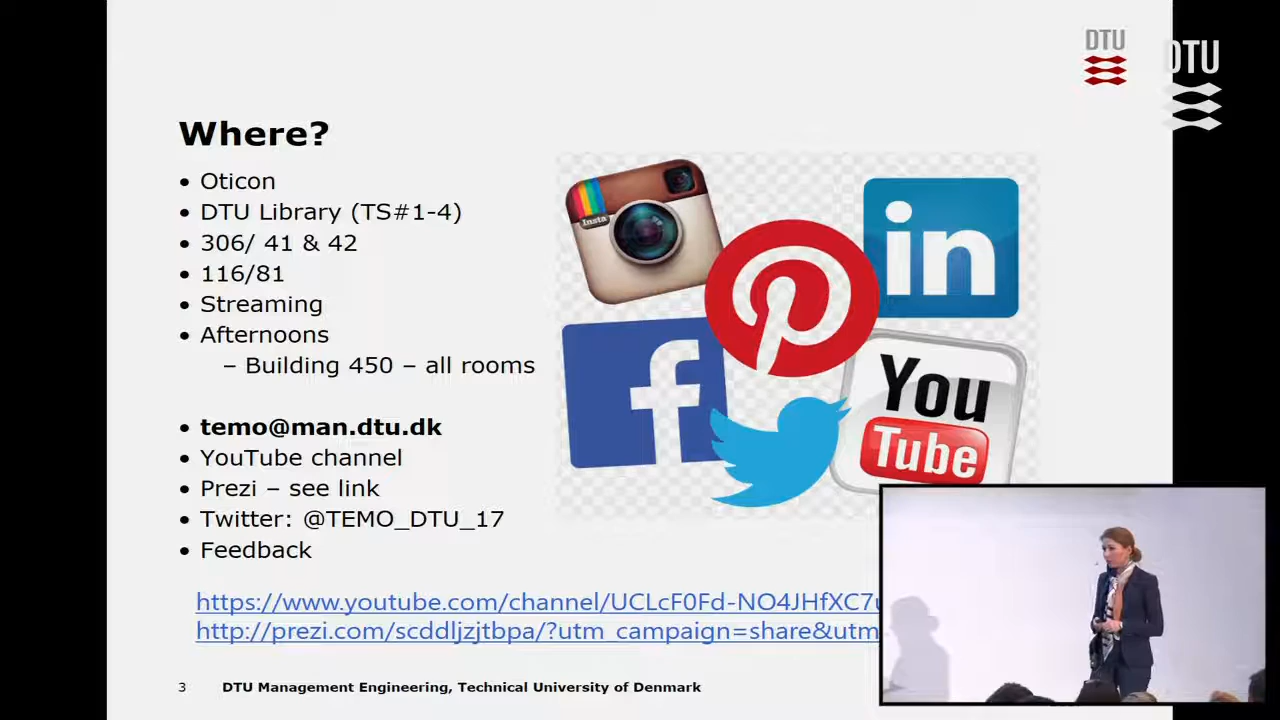 DTU
DTU
Where?
• Oticon
• DTU Library (TS#1-4)
• 306/ 41 & 42
• 116/81
• Streaming
• Afternoons
– Building 450 – all rooms
• temo@man.dtu.dk
• YouTube channel
• Prezi – see link
• Twitter: @TEMO_DTU_17
• Feedback
Insta
in
f
You
Tube
https://www.youtube.com/channel/UCLcF0Fd-NO4JHfXC7
http://prezi.com/scddljzjtbpa/?utm_campaign=share&utm
3 DTU Management Engineering, Technical University of Denmark